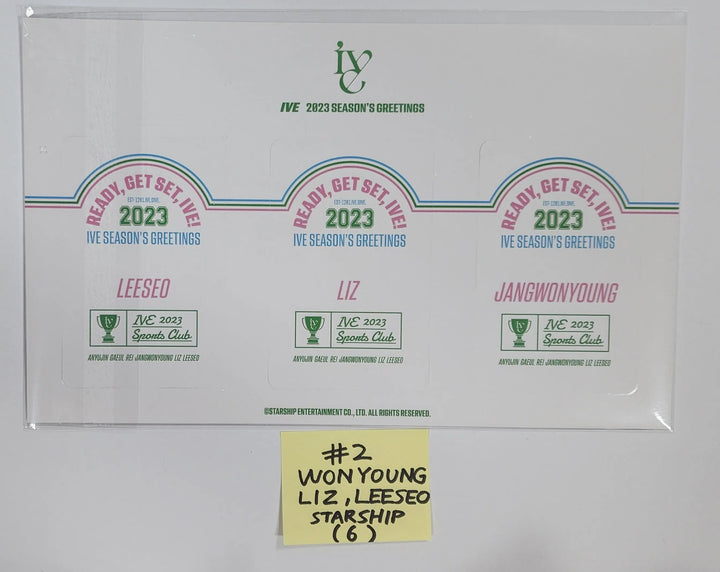 ive
IVE 2023 SEASON'S GREETINGS
READY, GET SET, IVE!
2023
IVE SEASON'S GREETINGS
LEESEO
IVE 2023
Sports Club
ANYUJIN GAEUL REI JANGWONYOUNG LIZ LEESEO
READY, GET SET, IVE!
2023
IVE SEASON'S GREETINGS
LIZ
IVE 2023
Sports Club
ANYUJIN GAEUL REI JANGWONYOUNG LIZ LEESEO
READY, GET SET, IVE!
2023
IVE SEASON'S GREETINGS
JANGWONYOUNG
IVE 2023
Sports Club
ANYUJIN GAEUL REI JANGWONYOUNG LIZ LEESEO
©STARSHIP ENTERTAINMENT CO., LTD. ALL RIGHTS RESERVED.
#2
WONYOUNG
LIZ, LEESEO
STARSHIP
(6)